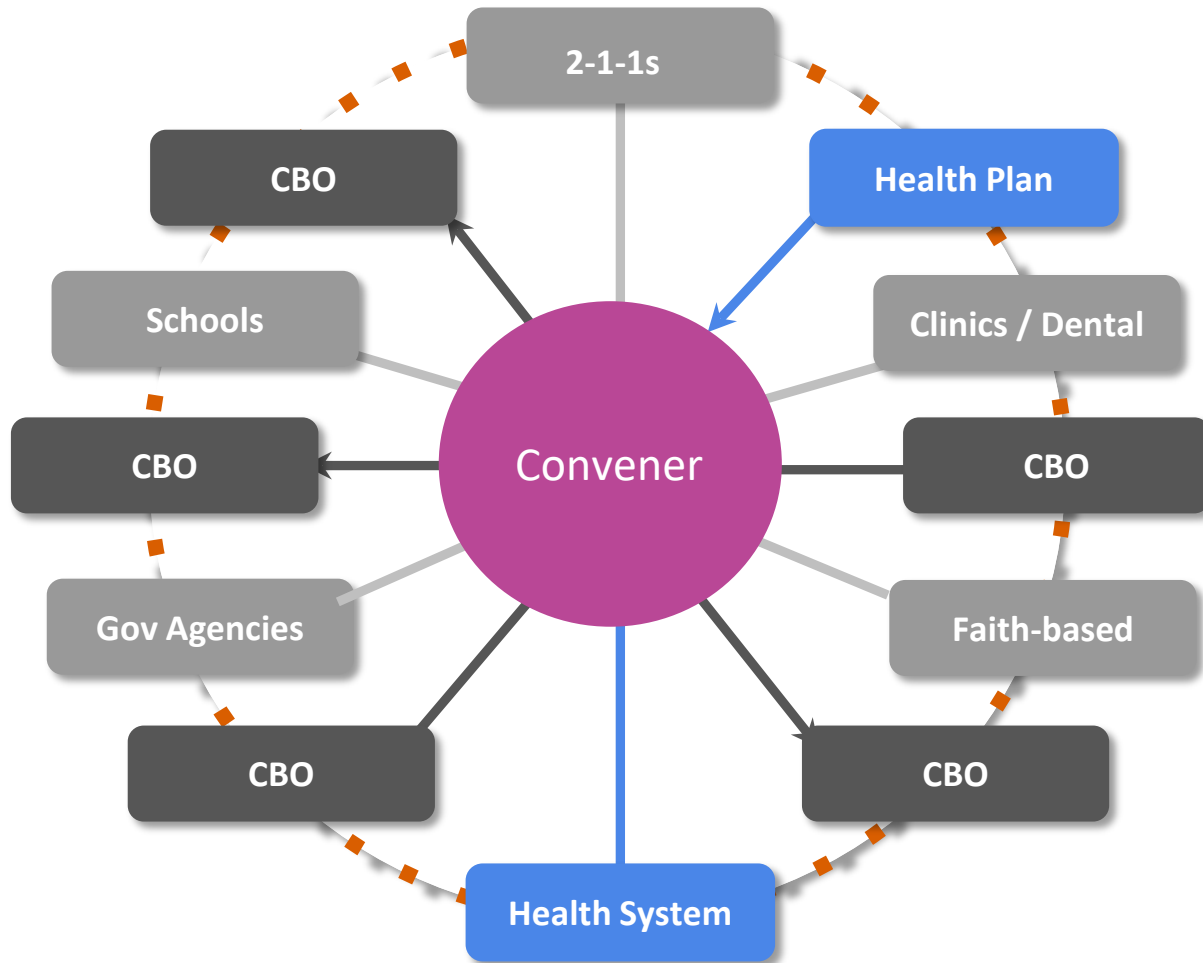 2-1-1s
CBO
Health Plan
Schools
Clinics / Dental
CBO
Convener
CBO
Gov Agencies
Faith-based
CBO
CBO
Health System